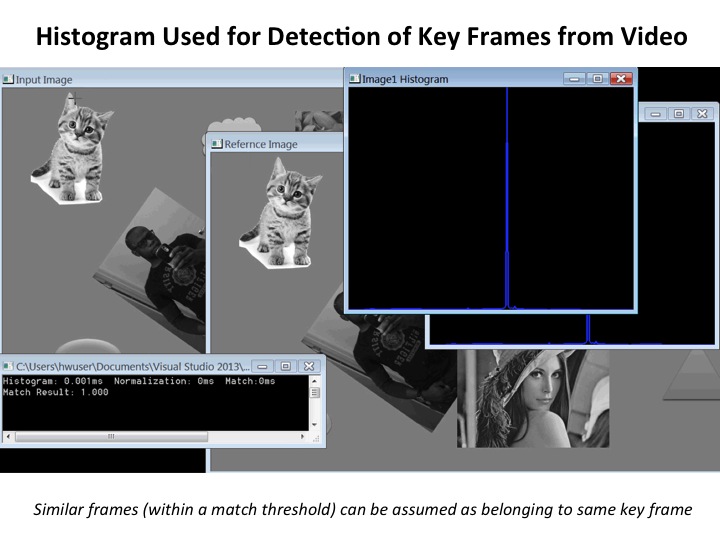 Histogram Used for Detection of Key Frames from Video
Input Image
Image1 Histogram
Refernce Image
C:\Users\hwuser\Documents\Visual Studio 2013\...
Histogram: 0.001ms Normalization: 0ms Match:0ms
Match Result: 1.000
Similar frames (within a match threshold) can be assumed as belonging to same key frame